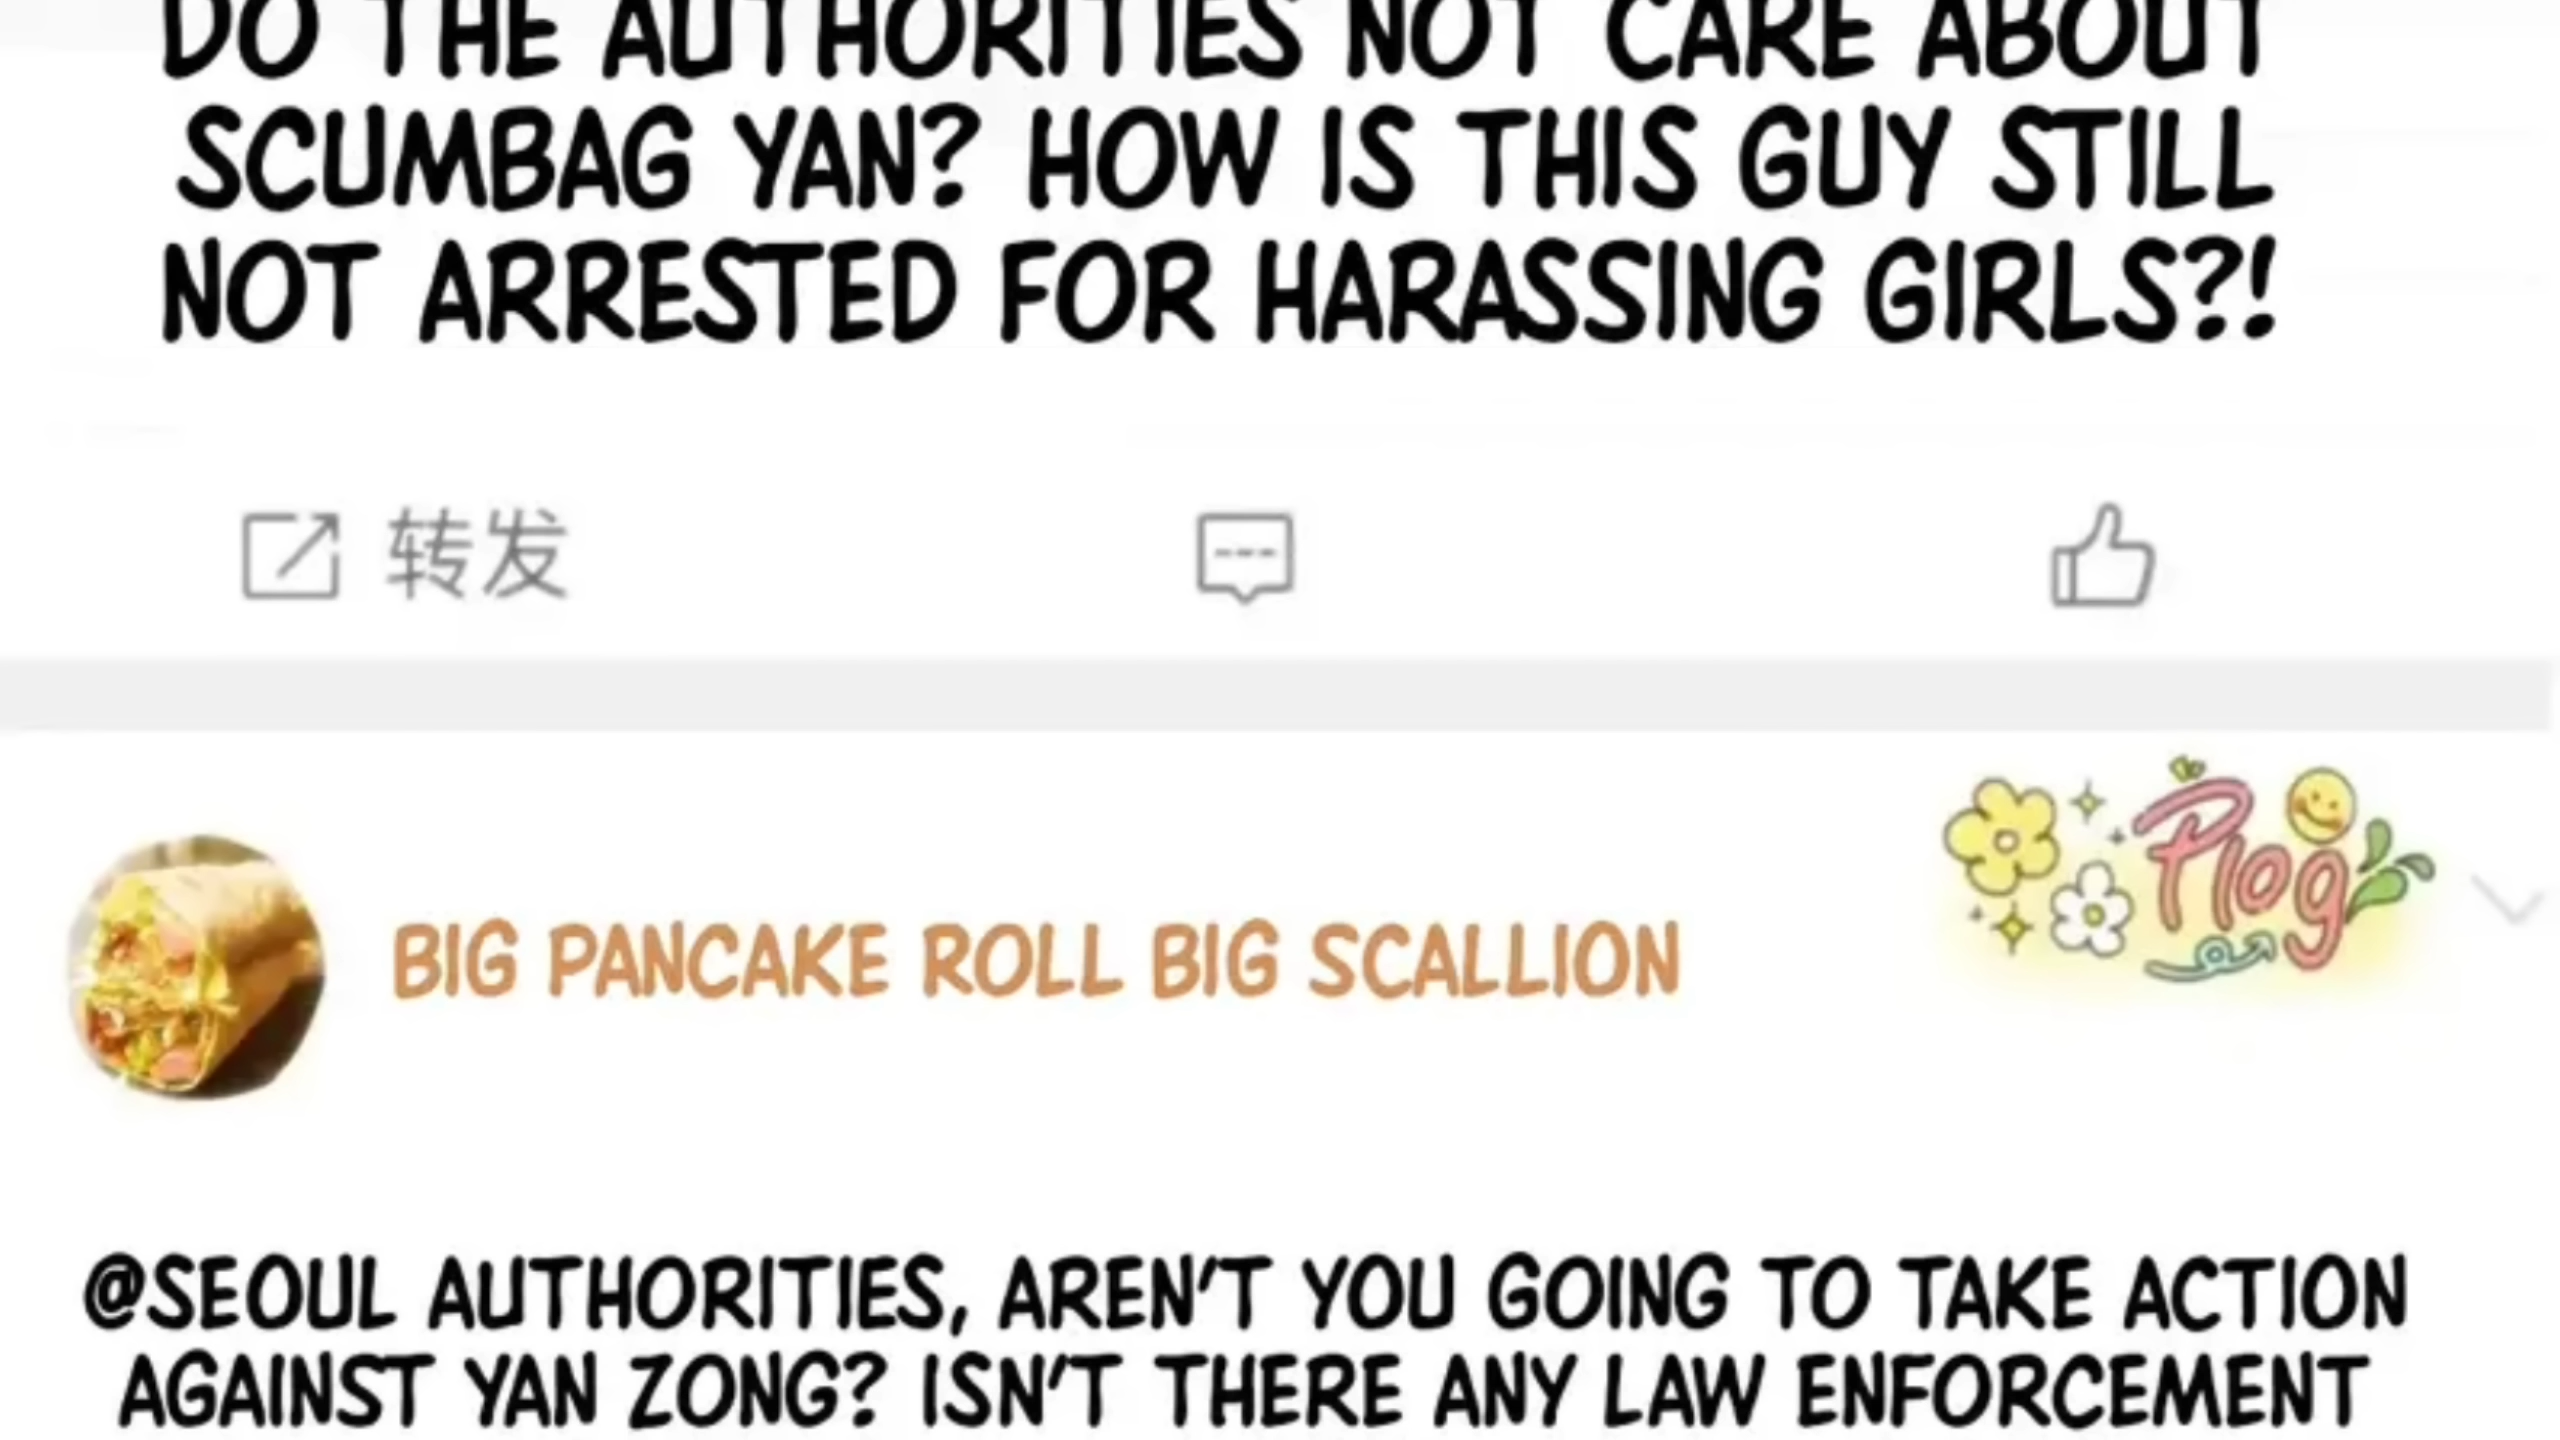 DO THE AUTHORITIES NOT CARE ABOUT
SCUMBAG YAN? HOW IS THIS GUY STILL
NOT ARRESTED FOR HARASSING GIRLS?!
转发
Plog
BIG PANCAKE ROLL BIG SCALLION
@SEOUL AUTHORITIES, AREN'T YOU GOING TO TAKE ACTION
AGAINST YAN ZONG? ISN'T THERE ANY LAW ENFORCEMENT